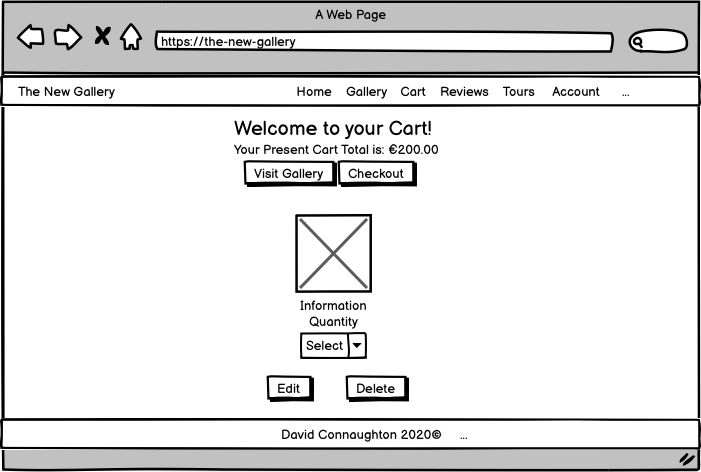 A Web Page
https://the-new-gallery
The New Gallery Home Gallery Cart Reviews Tours Account ...
Welcome to your Cart!
Your Present Cart Total is: €200.00
Visit Gallery Checkout
Information
Quantity
Select
Edit Delete
David Connaughton 2020© ...